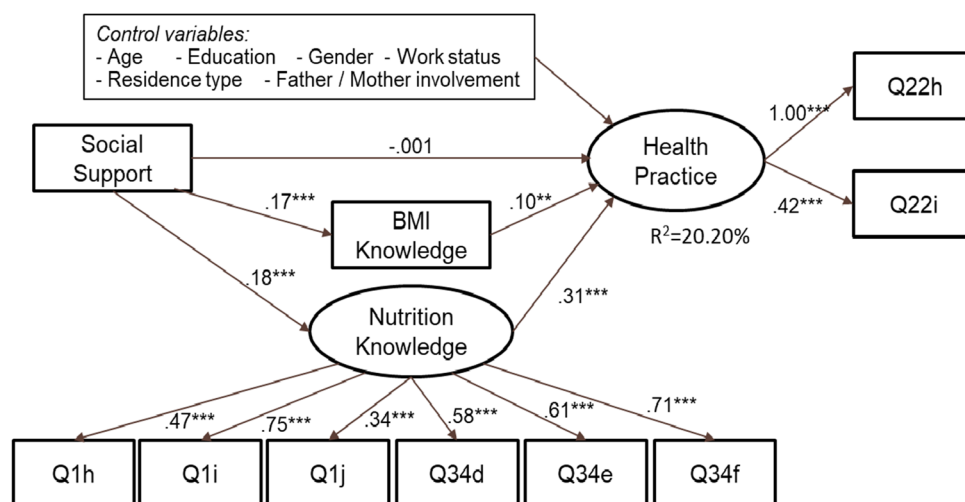 Control variables:
- Age - Education - Gender - Work status
- Residence type - Father / Mother involvement
Q22h
1.00***
Social
Support
-.001
Health
Practice
.17***
.10**
.42***
Q22i
BMI
Knowledge
R²=20.20%
.18***
.31***
Nutrition
Knowledge
.47***
.75***
.34***
.58***
.61***
.71***
Q1h
Q1i
Q1j
Q34d
Q34e
Q34f